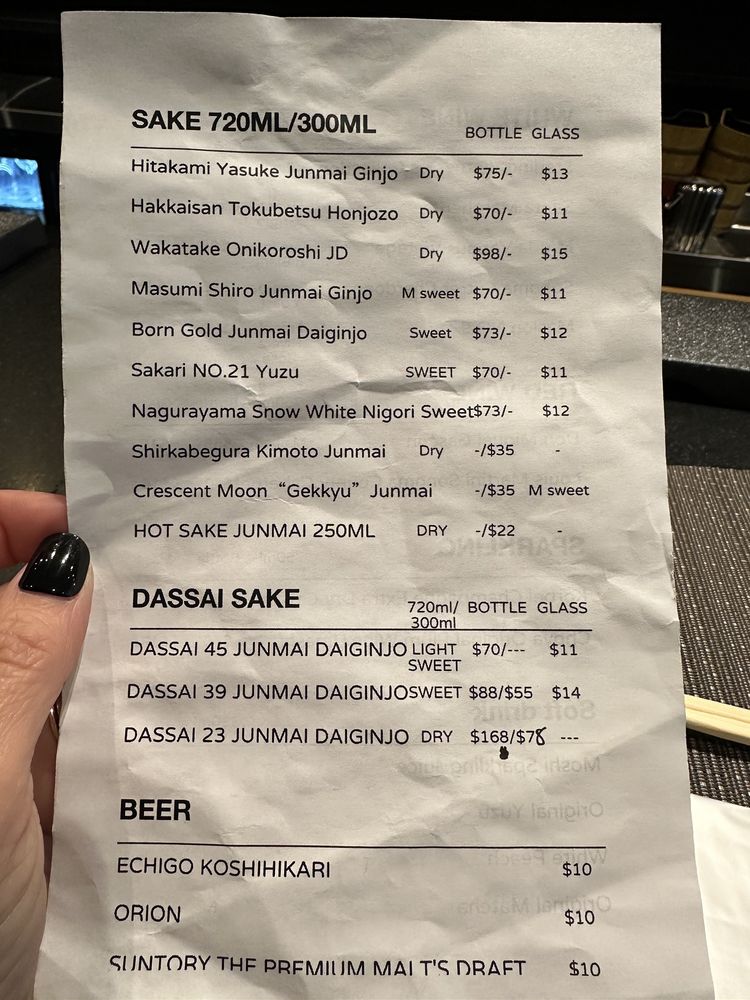 SAKE 720ML/300ML BOTTLE GLASS
Hitakami Yasuke Junmai Ginjo Dry $75/- $13
Hakkaisan Tokubetsu Honjozo Dry $70/- $11
Wakatake Onikoroshi JD Dry $98/- $15
Masumi Shiro Junmai Ginjo M sweet $70/- $11
Born Gold Junmai Daiginjo Sweet $73/- $12
Sakari NO.21 Yuzu SWEET $70/- $11
Nagurayama Snow White Nigori Sweet $73/- $12
Shirkabegura Kimoto Junmai Dry -/$35 -
Crescent Moon “Gekkyu” Junmai -/$35 M sweet
HOT SAKE JUNMAI 250ML DRY -/$22 -
DASSAI SAKE 720ml/ BOTTLE GLASS
300ml
DASSAI 45 JUNMAI DAIGINJO LIGHT $70/--- $11
SWEET
DASSAI 39 JUNMAI DAIGINJO SWEET $88/$55 $14
DASSAI 23 JUNMAI DAIGINJO DRY $168/$78 ---
BEER
ECHIGO KOSHIHIKARI $10
ORION $10
SUNTORY THE PREMIUM MALT'S DRAFT $10